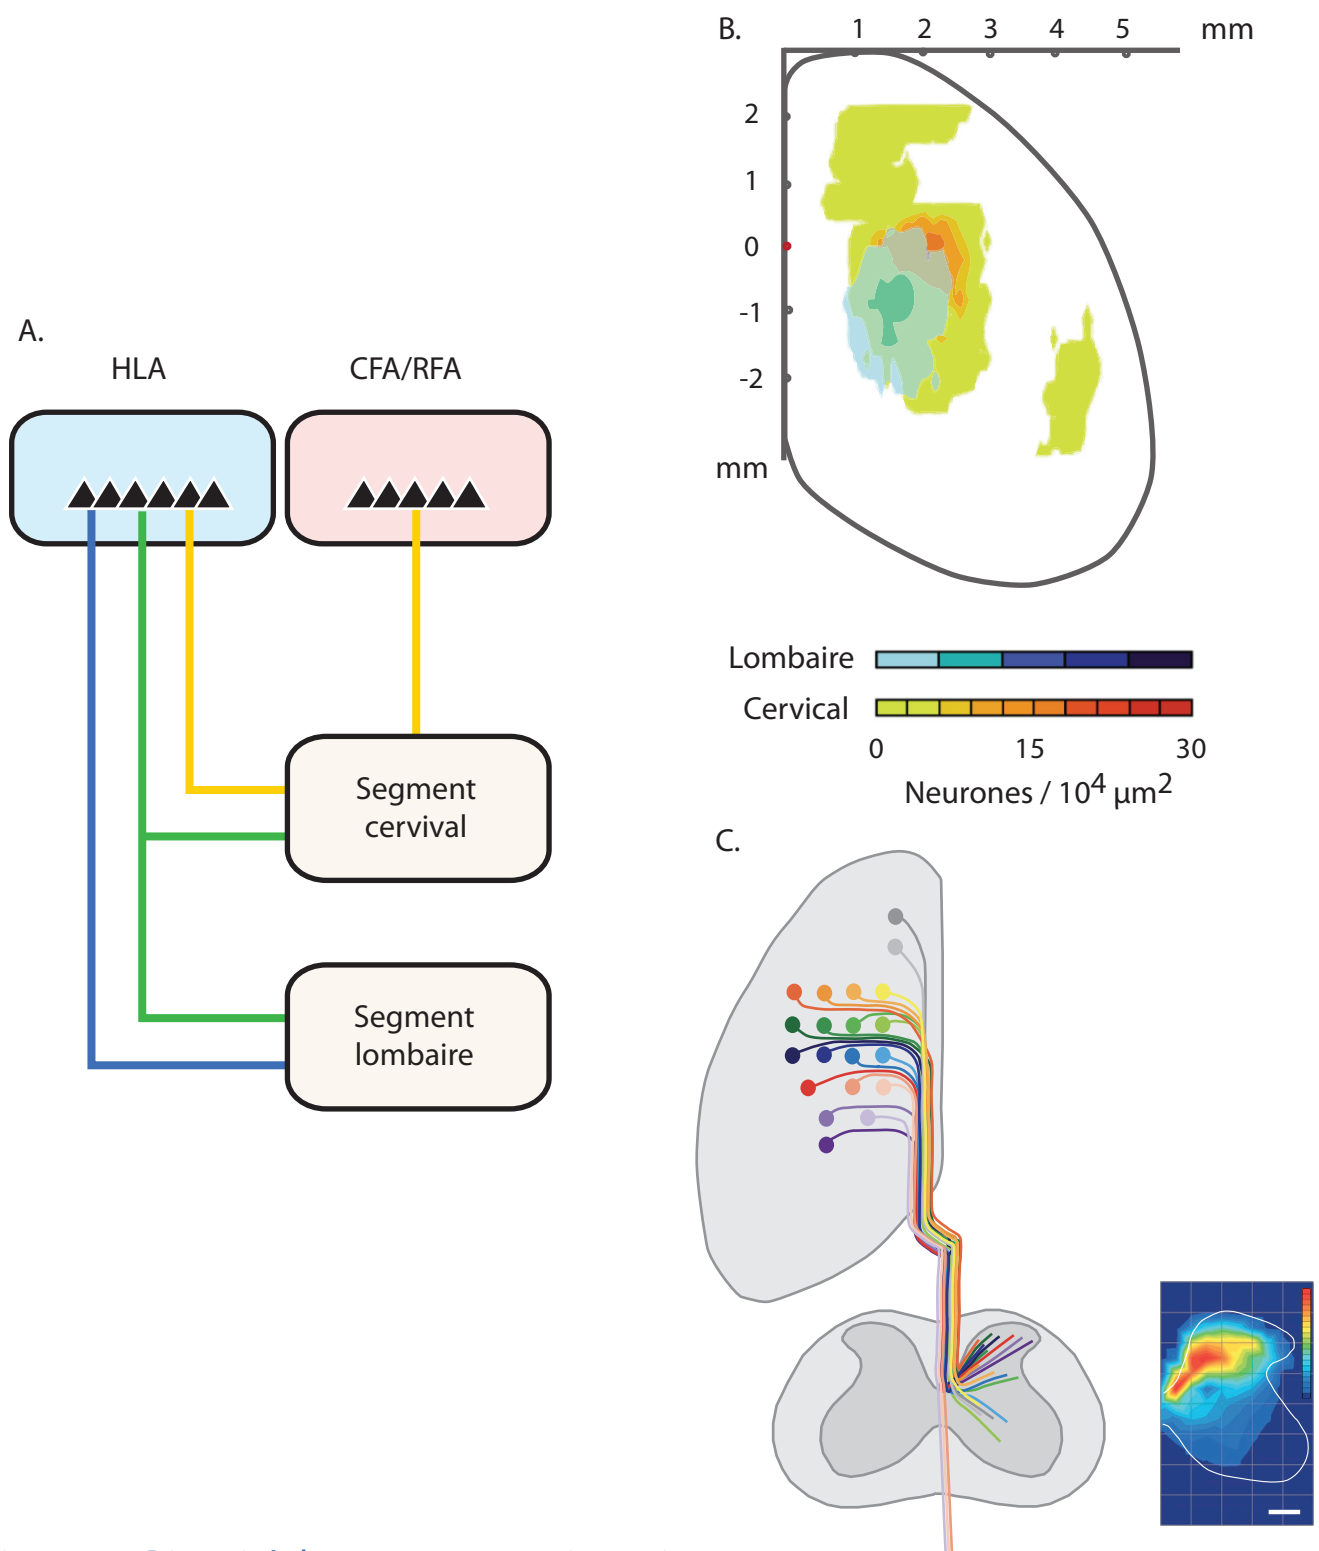 A.
HLA
CFA/RFA
Segment
cervival
Segment
lombaire
B.
1 2 3 4 5 mm
2
1
0
-1
-2
mm
Lombaire
Cervical
0 15 30
Neurones / 10⁴ µm²
C.